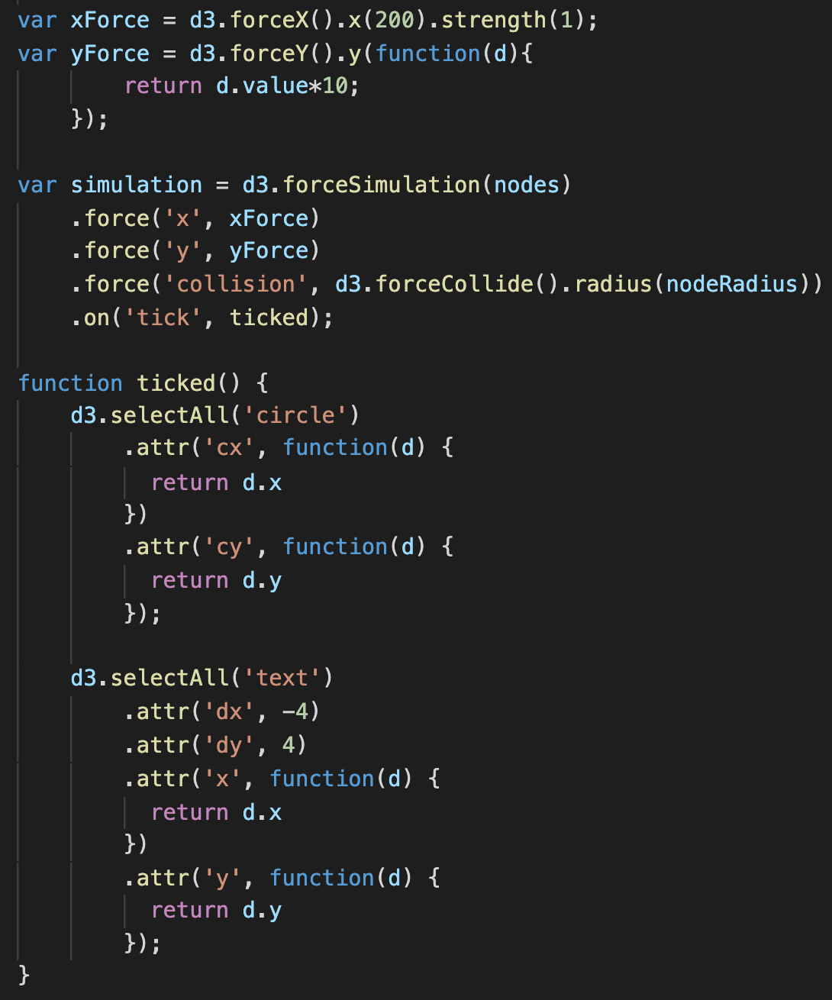 var xForce = d3.forceX().x(200).strength(1);
var yForce = d3.forceY().y(function(d){
        return d.value*10;
    });

var simulation = d3.forceSimulation(nodes)
    .force('x', xForce)
    .force('y', yForce)
    .force('collision', d3.forceCollide().radius(nodeRadius))
    .on('tick', ticked);

function ticked() {
    d3.selectAll('circle')
        .attr('cx', function(d) {
          return d.x
        })
        .attr('cy', function(d) {
          return d.y
        });

    d3.selectAll('text')
        .attr('dx', -4)
        .attr('dy', 4)
        .attr('x', function(d) {
          return d.x
        })
        .attr('y', function(d) {
          return d.y
        });
}